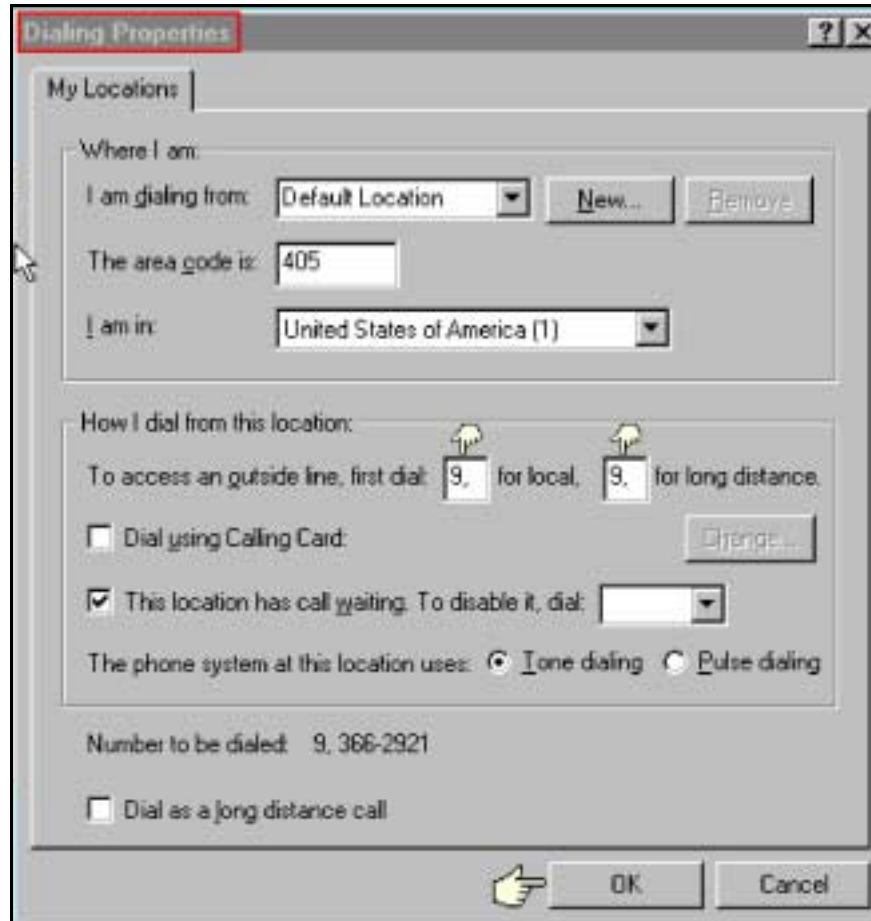 Dialing Properties
My Locations
Where I am:
I am dialing from: Default Location New... Remove
The area code is: 405
I am in: United States of America (1)
How I dial from this location:
To access an outside line, first dial: 9, for local, 9, for long distance.
Dial using Calling Card: Change...
This location has call waiting. To disable it, dial:
The phone system at this location uses: Tone dialing Pulse dialing
Number to be dialed: 9, 366-2921
Dial as a long distance call
OK Cancel